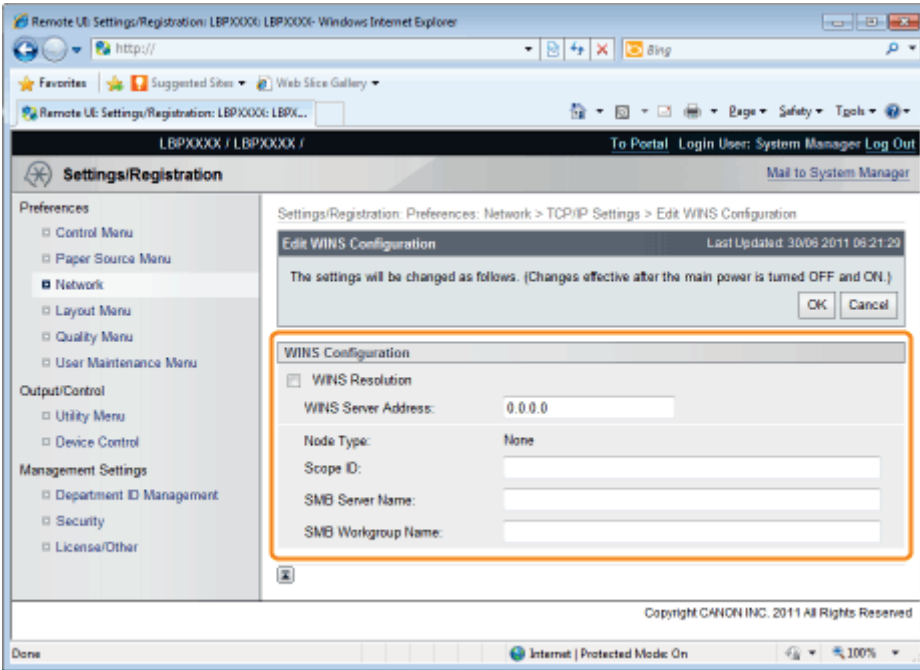 Remote UI: Settings/Registration: LBPXXXX: LBPXXXX- Windows Internet Explorer
http:// Bing
Favorites Suggested Sites Web Slice Gallery
Remote UI: Settings/Registration: LBPXXXX: LBPX... Page Safety Tools
LBPXXXX / LBPXXXX / To Portal Login User: System Manager Log Out
Settings/Registration Mail to System Manager
Preferences
Control Menu
Paper Source Menu
Network
Layout Menu
Quality Menu
User Maintenance Menu
Output/Control
Utility Menu
Device Control
Management Settings
Department ID Management
Security
License/Other
Settings/Registration: Preferences: Network > TCP/IP Settings > Edit WINS Configuration
Edit WINS Configuration Last Updated: 30/06 2011 06:21:29
The settings will be changed as follows. (Changes effective after the main power is turned OFF and ON.)
OK Cancel
WINS Configuration
WINS Resolution
WINS Server Address: 0.0.0.0
Node Type: None
Scope ID:
SMB Server Name:
SMB Workgroup Name:
Copyright CANON INC. 2011 All Rights Reserved
Done Internet | Protected Mode: On 100%